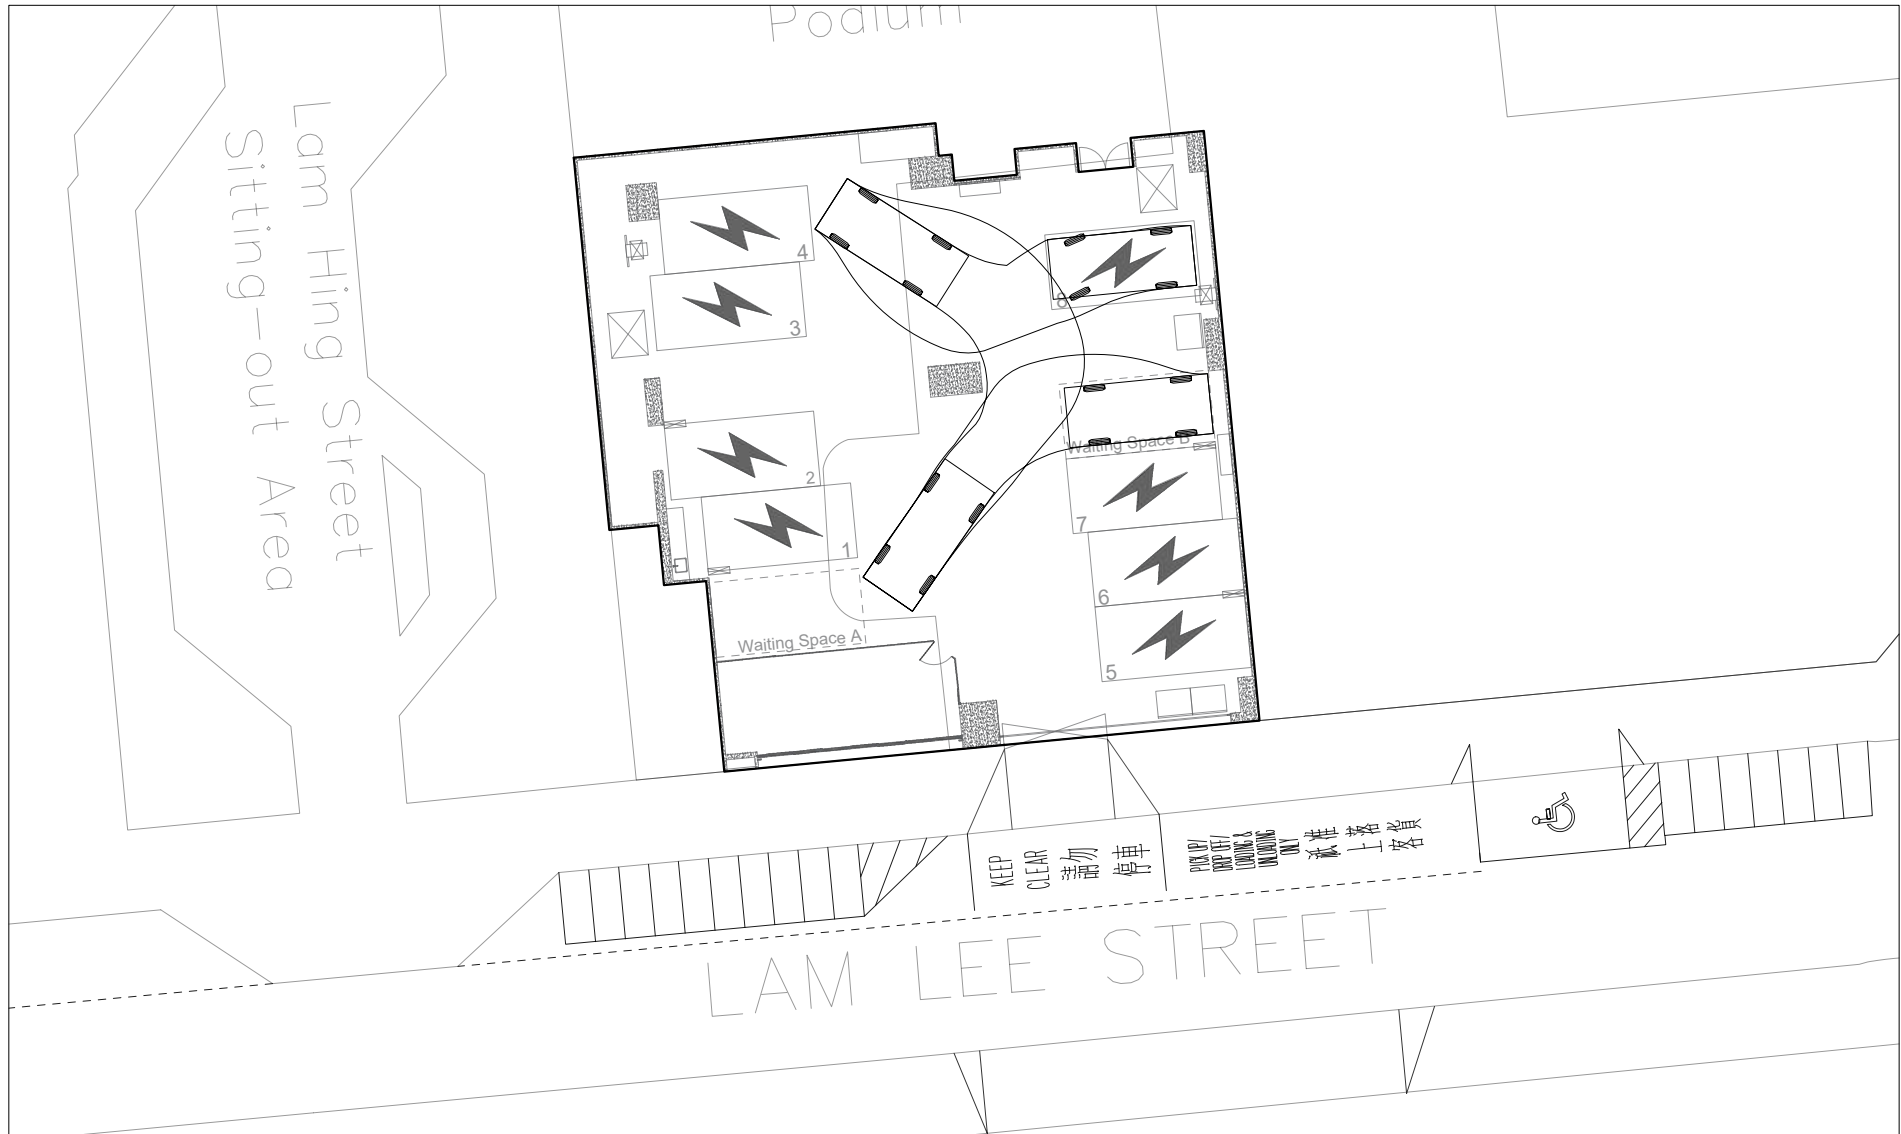 Podium
Lam Hing Street
Sitting-out Area
4
3
2
1
8
Waiting Space B
7
6
5
Waiting Space A
KEEP
CLEAR
請勿
停車
PICK UP/
DROP OFF/
LOADING &
UNLOADING
ONLY
祗准
上落
客貨
LAM LEE STREET